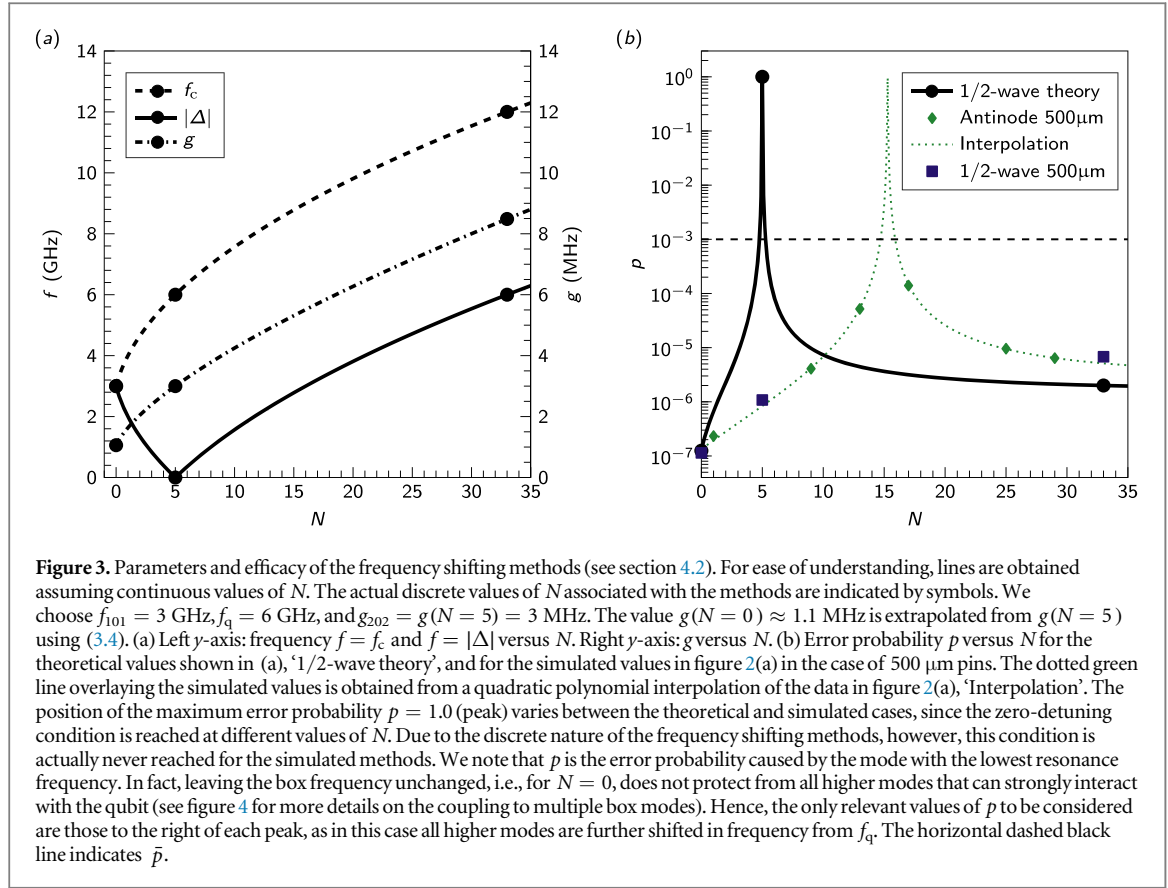 (a)
(b)
14
12
10
8
6
4
2
0
f (GHz)
14
12
10
8
6
4
2
0
g (MHz)
0 5 10 15 20 25 30 35
N
f_c
|Δ|
g
10⁰
10⁻¹
10⁻²
10⁻³
10⁻⁴
10⁻⁵
10⁻⁶
10⁻⁷
p
0 5 10 15 20 25 30 35
N
1/2-wave theory
Antinode 500μm
Interpolation
1/2-wave 500μm
Figure 3. Parameters and efficacy of the frequency shifting methods (see section 4.2). For ease of understanding, lines are obtained
assuming continuous values of N. The actual discrete values of N associated with the methods are indicated by symbols. We
choose f₁₀₁ = 3 GHz, f_q = 6 GHz, and g₂₀₂ = g(N = 5) = 3 MHz. The value g(N = 0) ≈ 1.1 MHz is extrapolated from g(N = 5)
using (3.4). (a) Left y-axis: frequency f = f_c and f = |Δ| versus N. Right y-axis: g versus N. (b) Error probability p versus N for the
theoretical values shown in (a), ‘1/2-wave theory’, and for the simulated values in figure 2(a) in the case of 500 μm pins. The dotted green
line overlaying the simulated values is obtained from a quadratic polynomial interpolation of the data in figure 2(a), ‘Interpolation’. The
position of the maximum error probability p = 1.0 (peak) varies between the theoretical and simulated cases, since the zero-detuning
condition is reached at different values of N. Due to the discrete nature of the frequency shifting methods, however, this condition is
actually never reached for the simulated methods. We note that p is the error probability caused by the mode with the lowest resonance
frequency. In fact, leaving the box frequency unchanged, i.e., for N = 0, does not protect from all higher modes that can strongly interact
with the qubit (see figure 4 for more details on the coupling to multiple box modes). Hence, the only relevant values of p to be considered
are those to the right of each peak, as in this case all higher modes are further shifted in frequency from f_q. The horizontal dashed black
line indicates p̄.